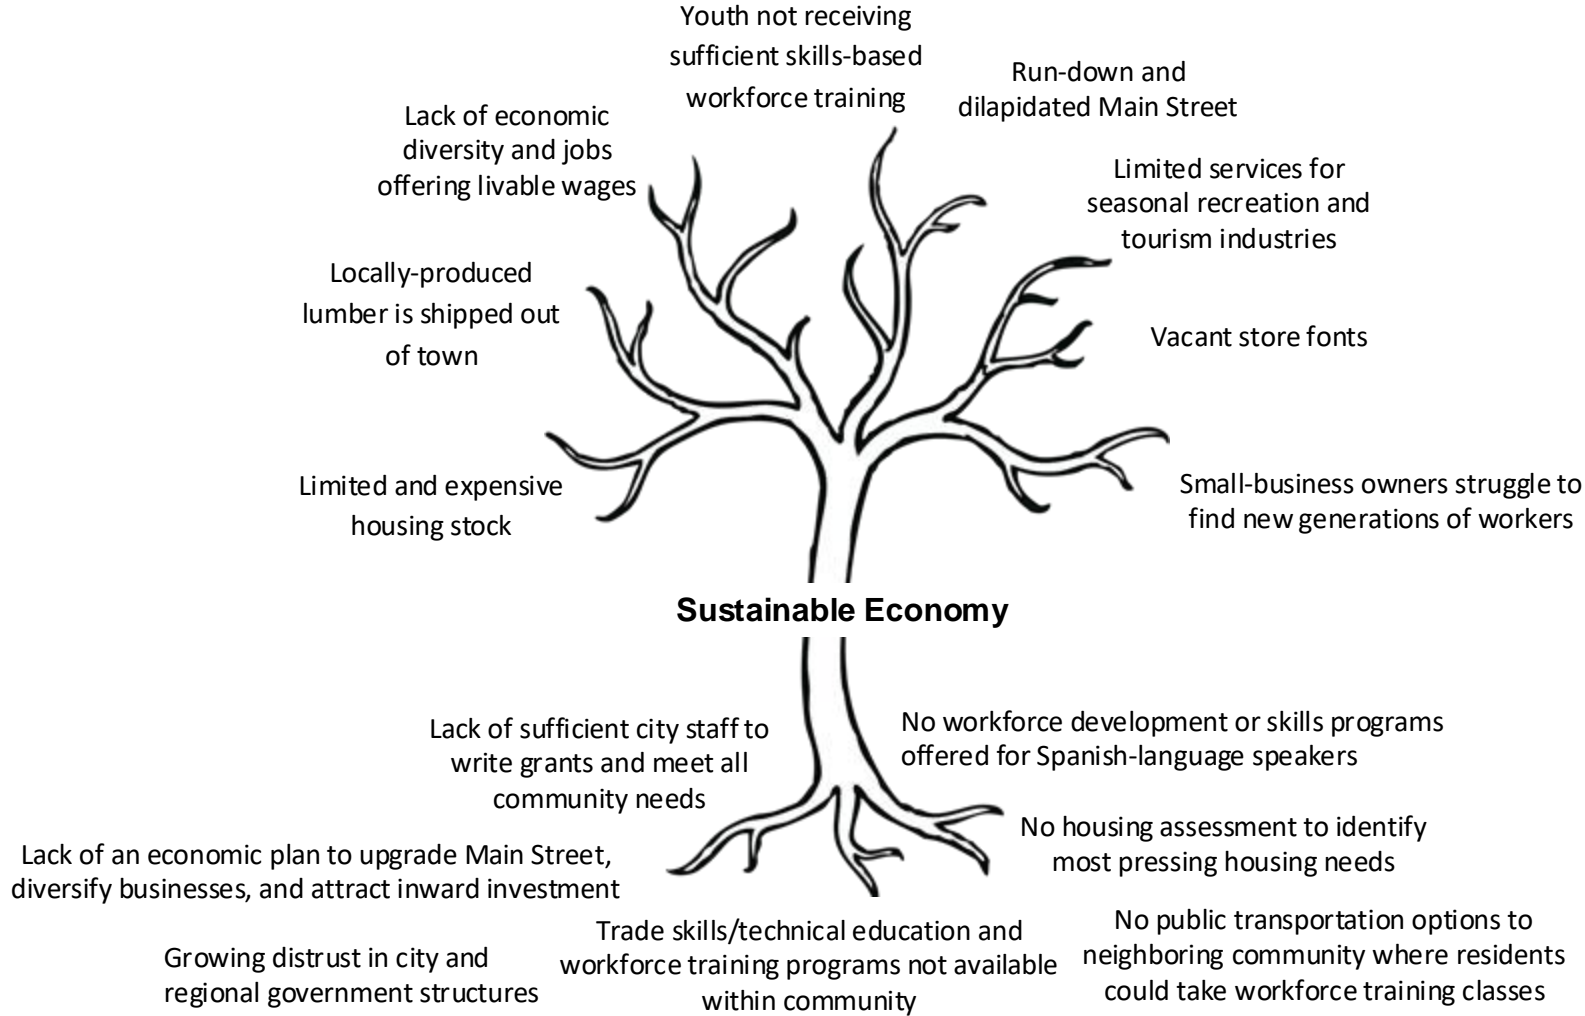 Youth not receiving
sufficient skills-based
workforce training
Run-down and
dilapidated Main Street
Lack of economic
diversity and jobs
offering livable wages
Limited services for
seasonal recreation and
tourism industries
Locally-produced
lumber is shipped out
of town
Vacant store fonts
Limited and expensive
housing stock
Small-business owners struggle to
find new generations of workers
Sustainable Economy
Lack of sufficient city staff to
write grants and meet all
community needs
No workforce development or skills programs
offered for Spanish-language speakers
Lack of an economic plan to upgrade Main Street,
diversify businesses, and attract inward investment
No housing assessment to identify
most pressing housing needs
Growing distrust in city and
regional government structures
Trade skills/technical education and
workforce training programs not available
within community
No public transportation options to
neighboring community where residents
could take workforce training classes